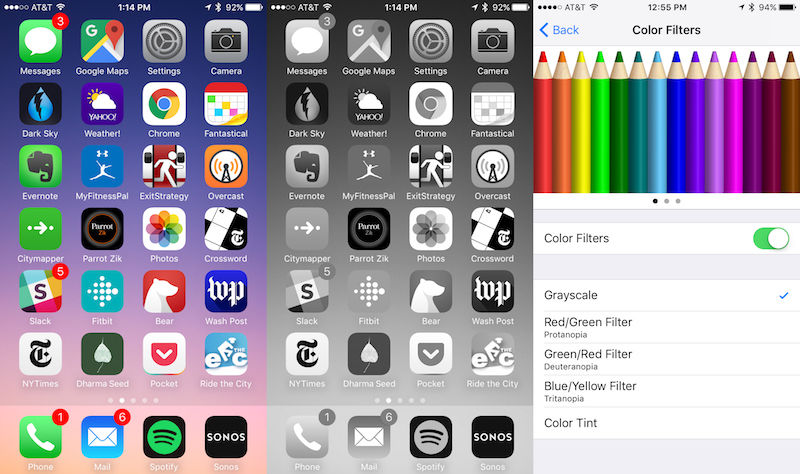 AT&T 1:14 PM 92%
3
Messages Google Maps Settings Camera
YAHOO!
Dark Sky Weather! Chrome Fantastical
Evernote MyFitnessPal ExitStrategy Overcast
Parrot
Zik
42
Citymapper Parrot Zik Photos Crossword
5
S
wp
Slack Fitbit Bear Wash Post
T
THE
NYTimes Dharma Seed Pocket Ride the City
1 6
SONOS
Phone Mail Spotify Sonos
AT&T 1:14 PM 92%
3
Messages Google Maps Settings Camera
YAHOO!
Dark Sky Weather! Chrome Fantastical
Evernote MyFitnessPal ExitStrategy Overcast
Parrot
Zik
42
Citymapper Parrot Zik Photos Crossword
5
S
wp
Slack Fitbit Bear Wash Post
T
THE
NYTimes Dharma Seed Pocket Ride the City
1 6
SONOS
Phone Mail Spotify Sonos
AT&T 12:55 PM 94%
Back Color Filters
Color Filters
Grayscale
Red/Green Filter
Protanopia
Green/Red Filter
Deuteranopia
Blue/Yellow Filter
Tritanopia
Color Tint